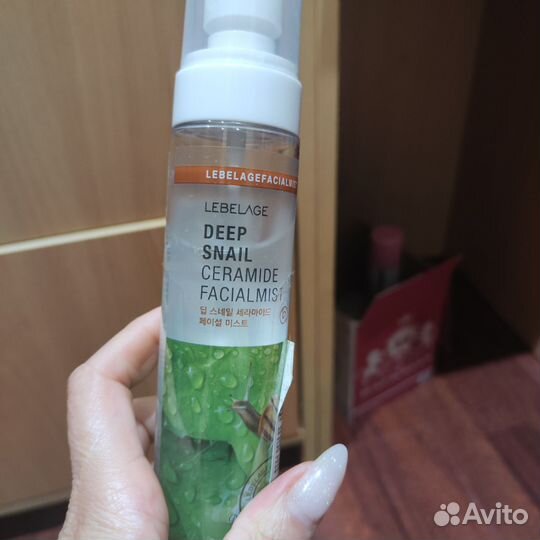 LEBELAGEFACIALMIST
LEBELAGE
DEEP
SNAIL
CERAMIDE
FACIALMIST
딥 스네일 세라마이드
페이셜 미스트
Avito